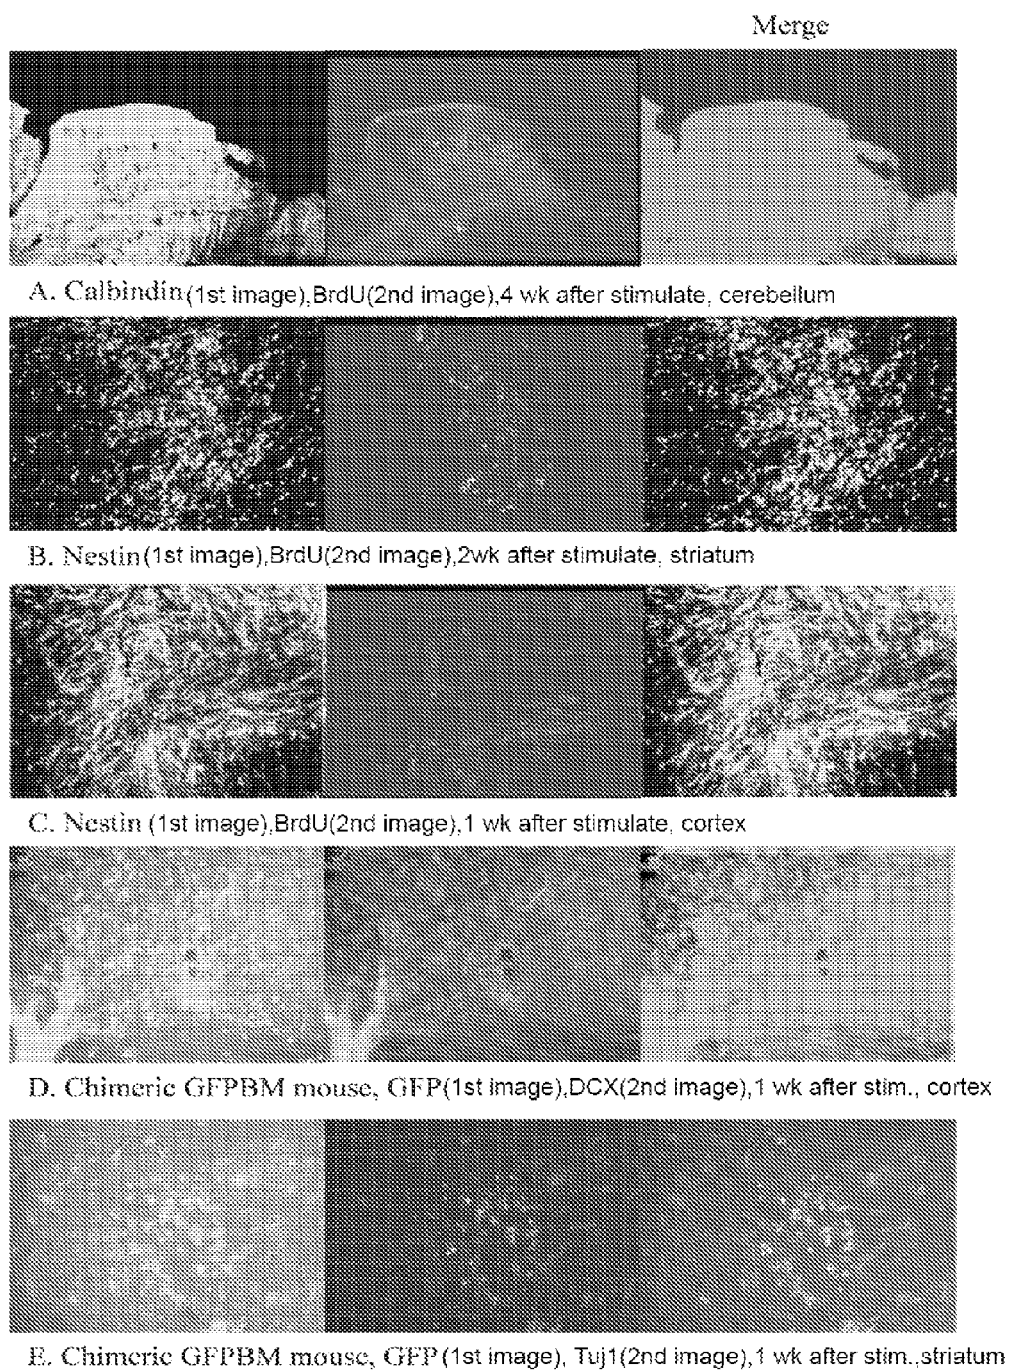 Merge
A. Calbindin(1st image),BrdU(2nd image),4 wk after stimulate, cerebellum
B. Nestin(1st image),BrdU(2nd image),2wk after stimulate, striatum
C. Nestin (1st image),BrdU(2nd image),1 wk after stimulate, cortex
D. Chimeric GFPBM mouse, GFP(1st image),DCX(2nd image),1 wk after stim., cortex
E. Chimeric GFPBM mouse, GFP(1st image), Tuj1(2nd image),1 wk after stim.,striatum